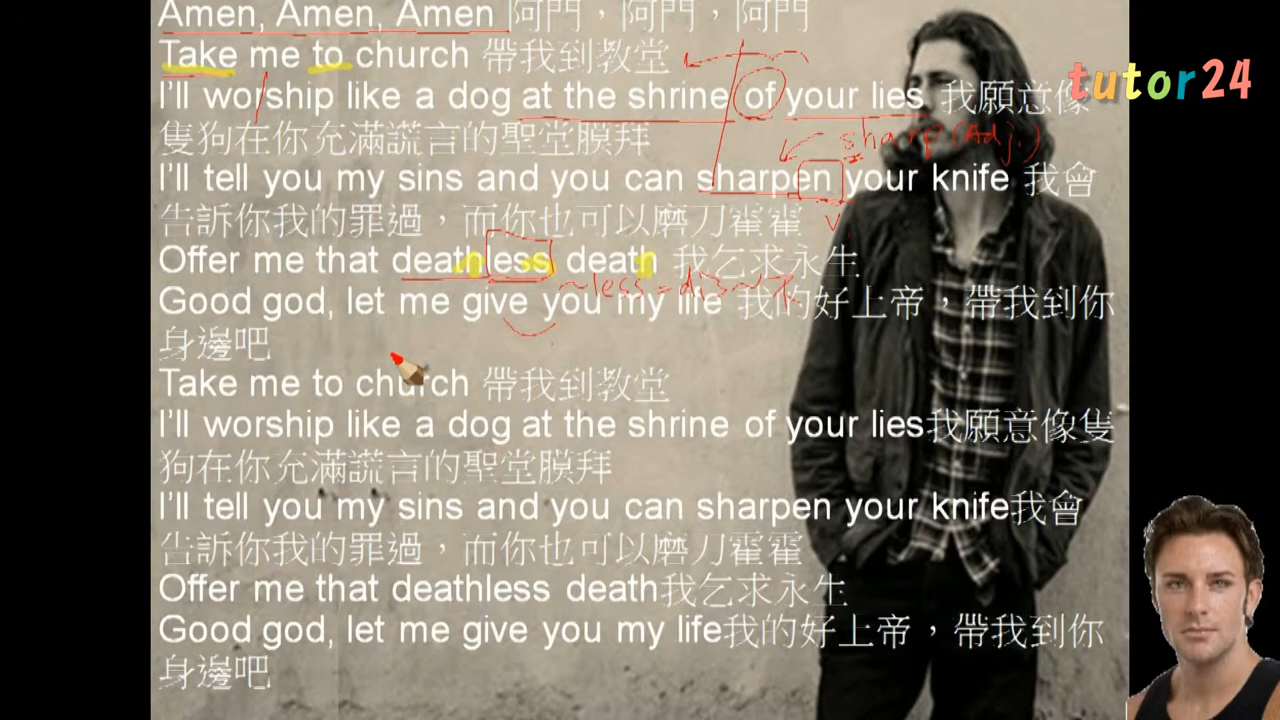 Amen, Amen, Amen 阿門，阿門，阿門
Take me to church 帶我到教堂
tutor24
I'll worship like a dog at the shrine of your lies 我願意像
隻狗在你充滿謊言的聖堂膜拜
sharp (Adj.)
I'll tell you my sins and you can sharpen your knife 我會
告訴你我的罪過，而你也可以磨刀霍霍
V.
Offer me that deathless death 我乞求永生
~less = dis~ 不
Good god, let me give you my life 我的好上帝，帶我到你
身邊吧
Take me to church 帶我到教堂
I'll worship like a dog at the shrine of your lies我願意像隻
狗在你充滿謊言的聖堂膜拜
I'll tell you my sins and you can sharpen your knife我會
告訴你我的罪過，而你也可以磨刀霍霍
Offer me that deathless death我乞求永生
Good god, let me give you my life我的好上帝，帶我到你
身邊吧